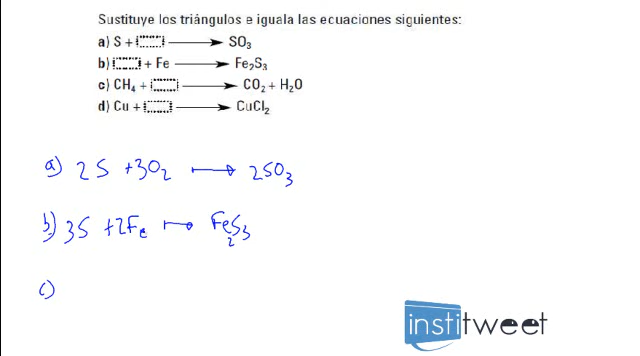 Sustituye los triángulos e iguala las ecuaciones siguientes:
a) S + → SO₃
b) + Fe → Fe₂S₃
c) CH₄ + → CO₂ + H₂O
d) Cu + → CuCl₂
a) 2S + 3O₂ → 2SO₃
b) 3S + 2Fe → Fe₂S₃
c)
institweet